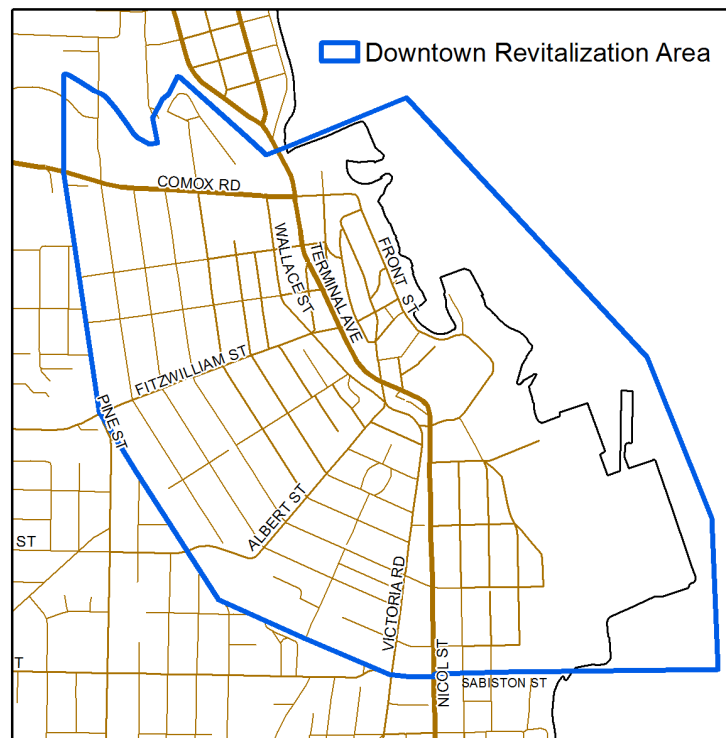 Downtown Revitalization Area
COMOX RD
WALLACE ST
TERMINAL AVE
FRONT ST
FITZWILLIAM ST
PINE ST
ALBERT ST
ST
VICTORIA RD
T
NICOL ST
SABISTON ST